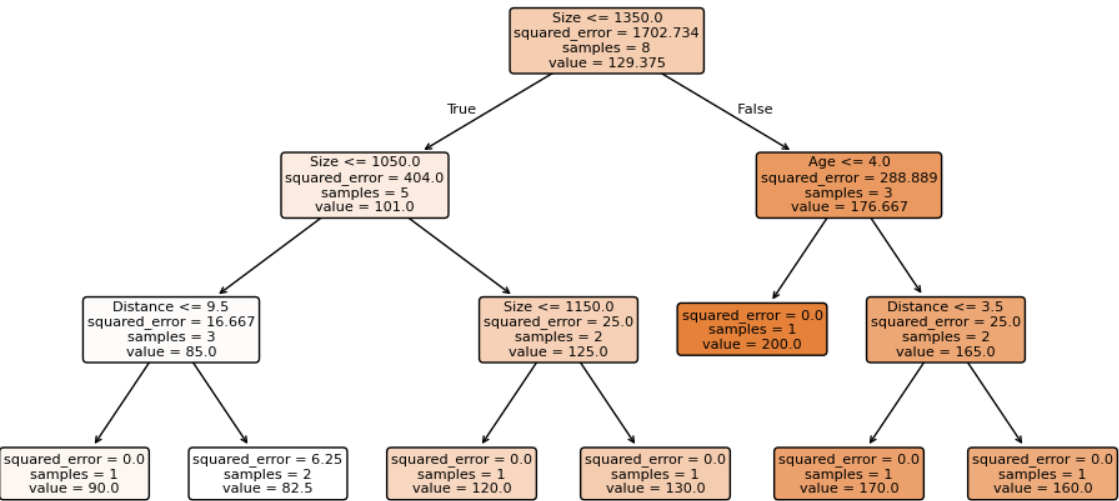 Size <= 1350.0
squared_error = 1702.734
samples = 8
value = 129.375
True
False
Size <= 1050.0
squared_error = 404.0
samples = 5
value = 101.0
Age <= 4.0
squared_error = 288.889
samples = 3
value = 176.667
Distance <= 9.5
squared_error = 16.667
samples = 3
value = 85.0
Size <= 1150.0
squared_error = 25.0
samples = 2
value = 125.0
squared_error = 0.0
samples = 1
value = 200.0
Distance <= 3.5
squared_error = 25.0
samples = 2
value = 165.0
squared_error = 0.0
samples = 1
value = 90.0
squared_error = 6.25
samples = 2
value = 82.5
squared_error = 0.0
samples = 1
value = 120.0
squared_error = 0.0
samples = 1
value = 130.0
squared_error = 0.0
samples = 1
value = 170.0
squared_error = 0.0
samples = 1
value = 160.0